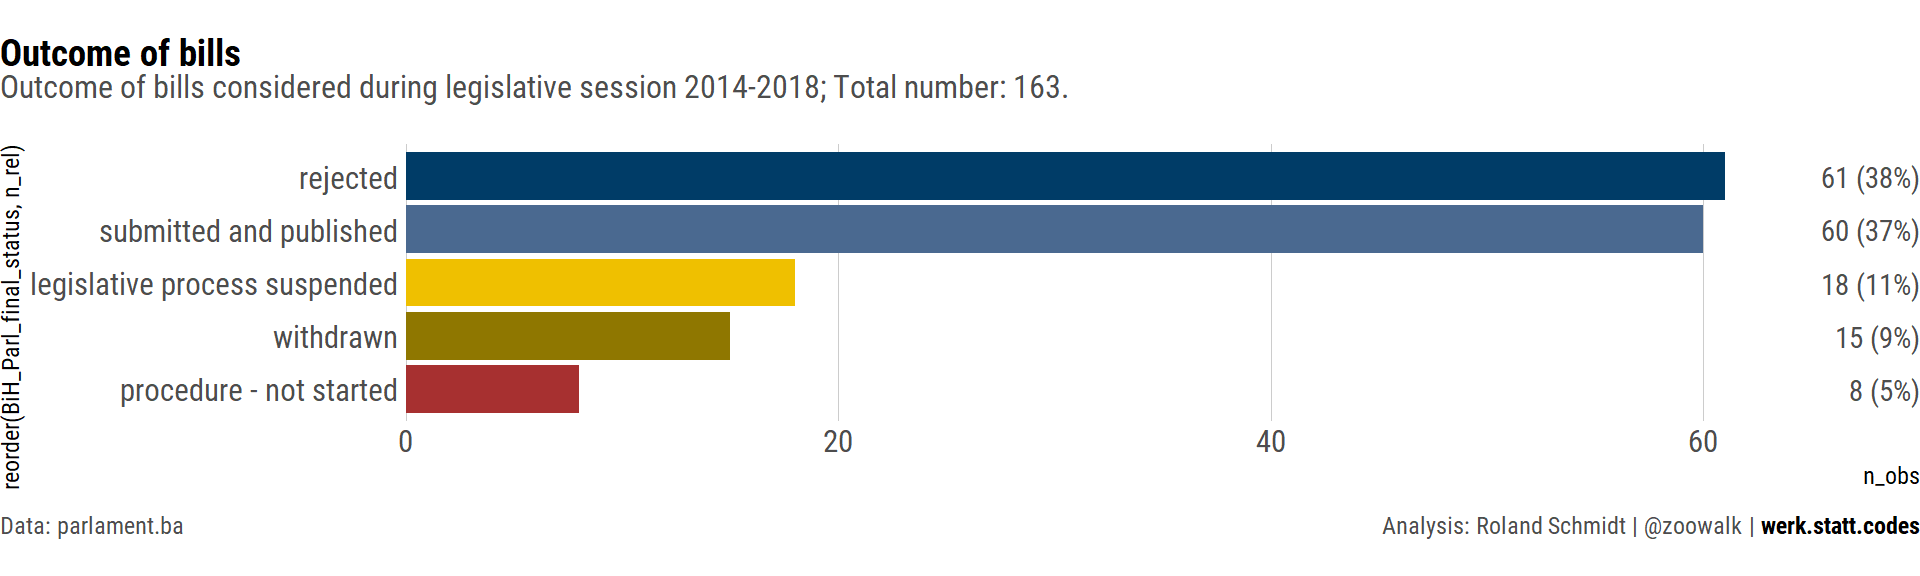 Outcome of bills
Outcome of bills considered during legislative session 2014-2018; Total number: 163.
reorder(BiH_Parl_final_status, n_rel)
rejected 61 (38%)
submitted and published 60 (37%)
legislative process suspended 18 (11%)
withdrawn 15 (9%)
procedure - not started 8 (5%)
0 20 40 60
n_obs
Data: parlament.ba
Analysis: Roland Schmidt | @zoowalk | werk.statt.codes